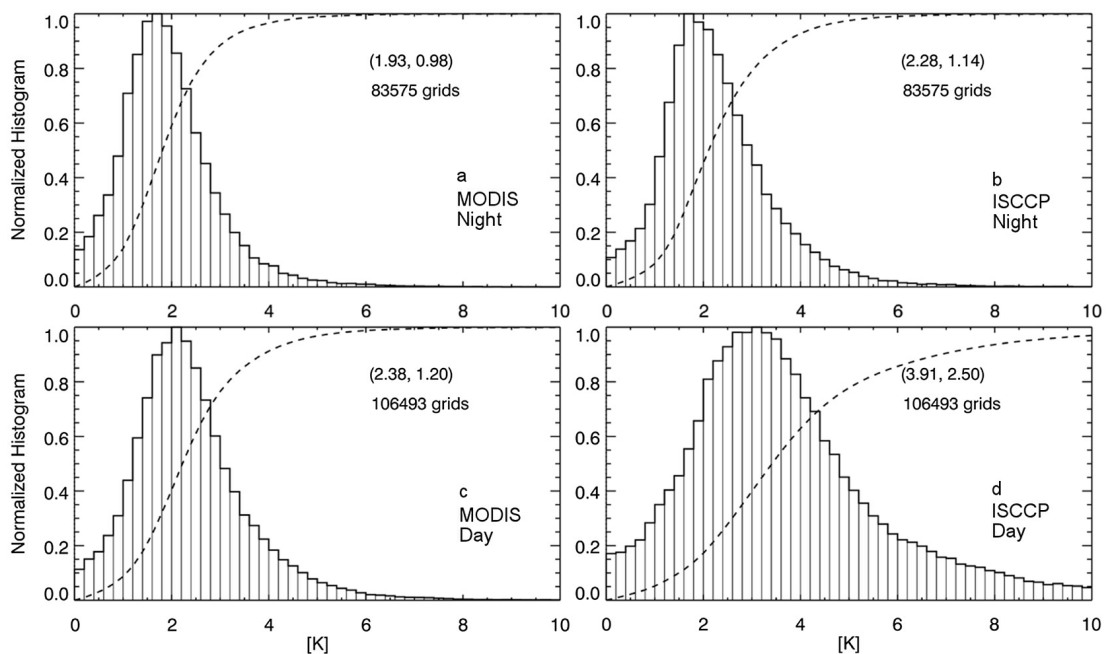 Normalized Histogram
1.0
0.8
0.6
0.4
0.2
0.0
(1.93, 0.98)
83575 grids
a
MODIS
Night
0 2 4 6 8 10
1.0
0.8
0.6
0.4
0.2
0.0
(2.28, 1.14)
83575 grids
b
ISCCP
Night
0 2 4 6 8 10
Normalized Histogram
1.0
0.8
0.6
0.4
0.2
0.0
(2.38, 1.20)
106493 grids
c
MODIS
Day
0 2 4 6 8 10
[K]
1.0
0.8
0.6
0.4
0.2
0.0
(3.91, 2.50)
106493 grids
d
ISCCP
Day
0 2 4 6 8 10
[K]